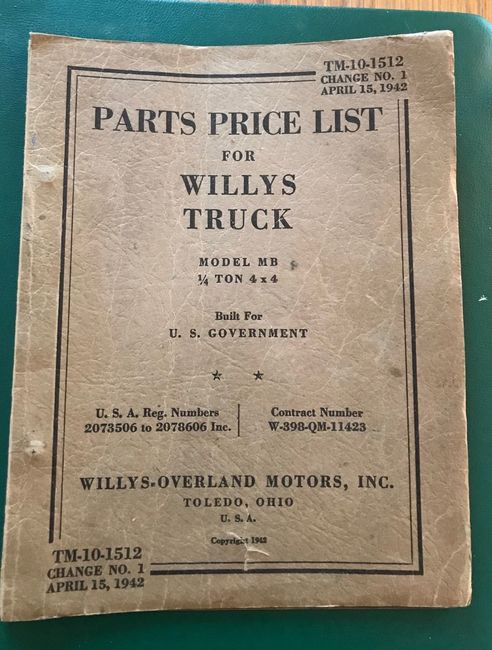 TM-10-1512
CHANGE NO. 1
APRIL 15, 1942
PARTS PRICE LIST
FOR
WILLYS
TRUCK
MODEL MB
¼ TON 4 x 4
Built For
U. S. GOVERNMENT
U. S. A. Reg. Numbers
2073506 to 2078606 Inc.
Contract Number
W-398-QM-11423
WILLYS-OVERLAND MOTORS, INC.
TOLEDO, OHIO
U. S. A.
Copyright 1942
TM-10-1512
CHANGE NO. 1
APRIL 15, 1942